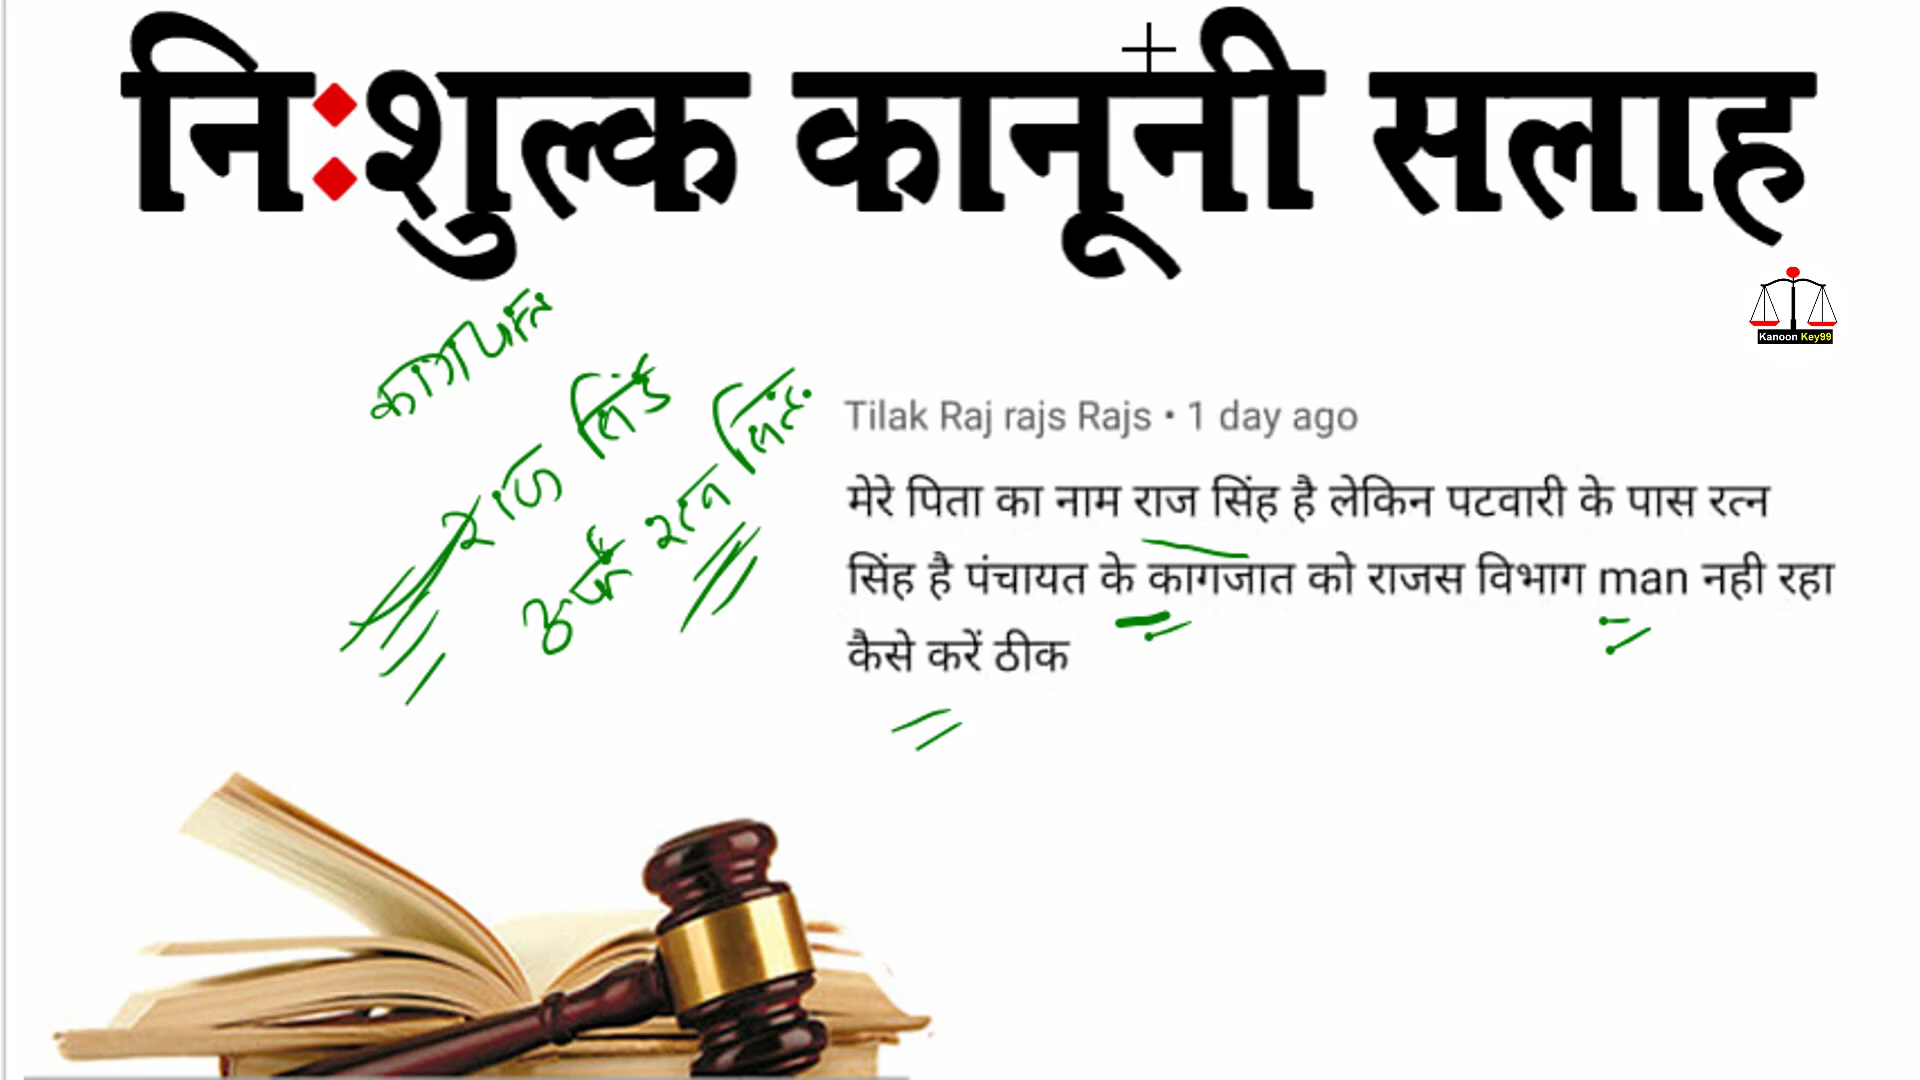 नि:शुल्क कानूनी सलाह
Kanoon Key99
राज सिंह
उर्फ रत्न सिंह
Tilak Raj rajs Rajs • 1 day ago
मेरे पिता का नाम राज सिंह है लेकिन पटवारी के पास रत्न
सिंह है पंचायत के कागजात को राजस विभाग man नही रहा
कैसे करें ठीक